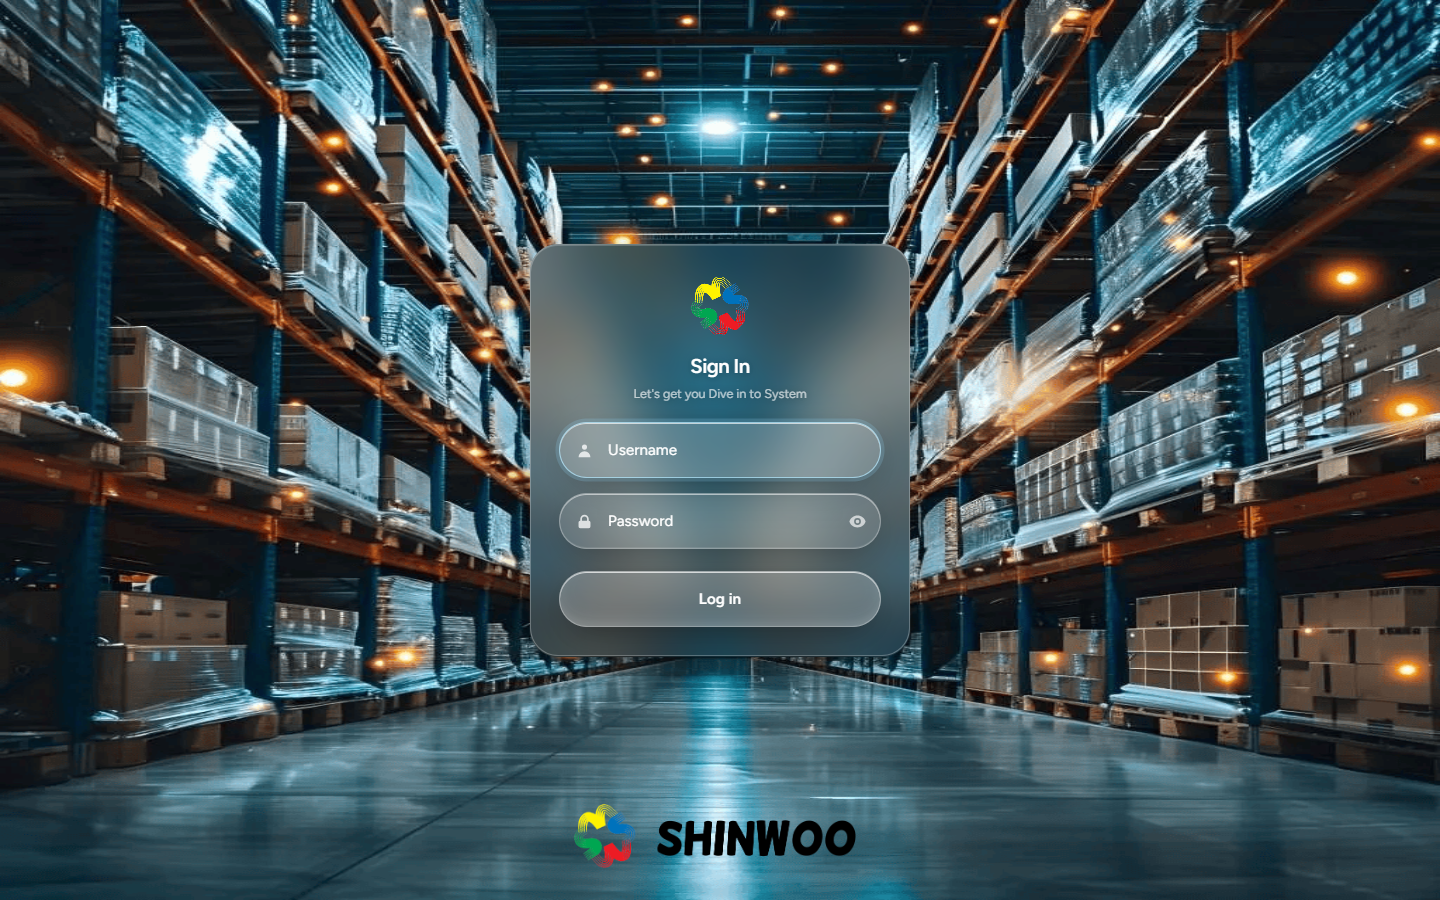 Sign In
Let's get you Dive in to System
Username
Password
Log in
SHINWOO